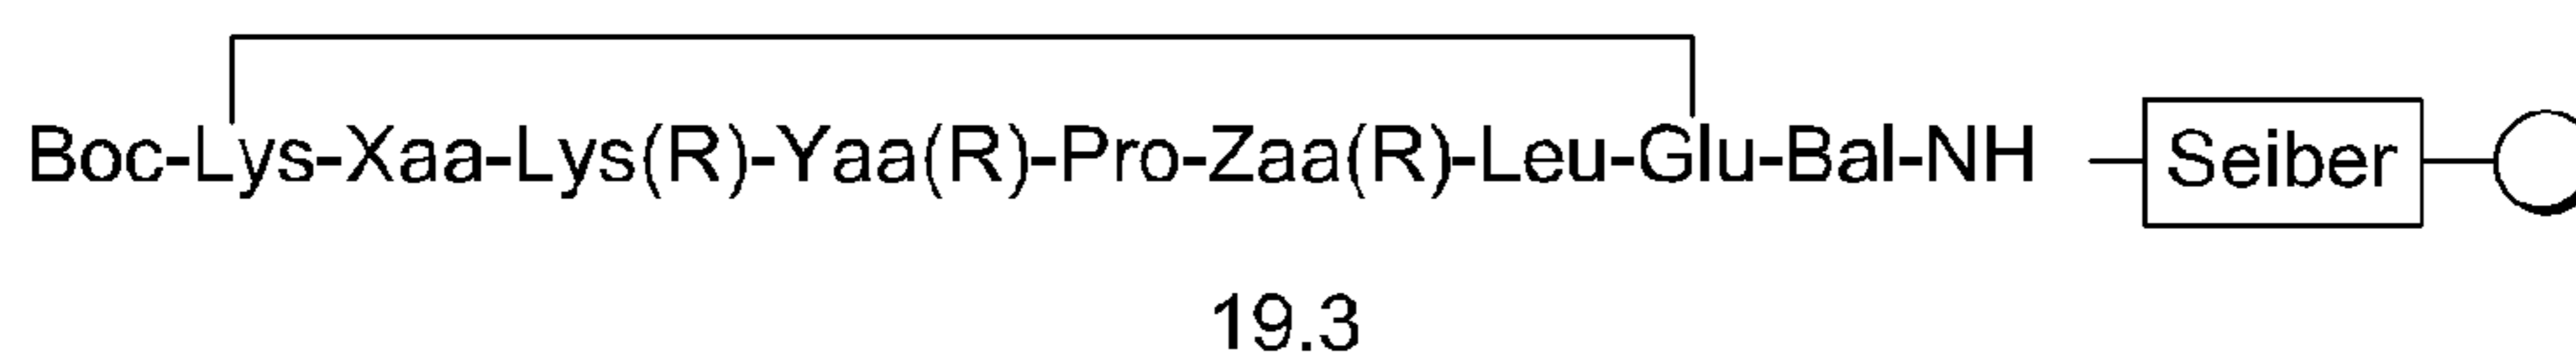 Boc-Lys-Xaa-Lys(R)-Yaa(R)-Pro-Zaa(R)-Leu-Glu-Bal-NH — Seiber
19.3